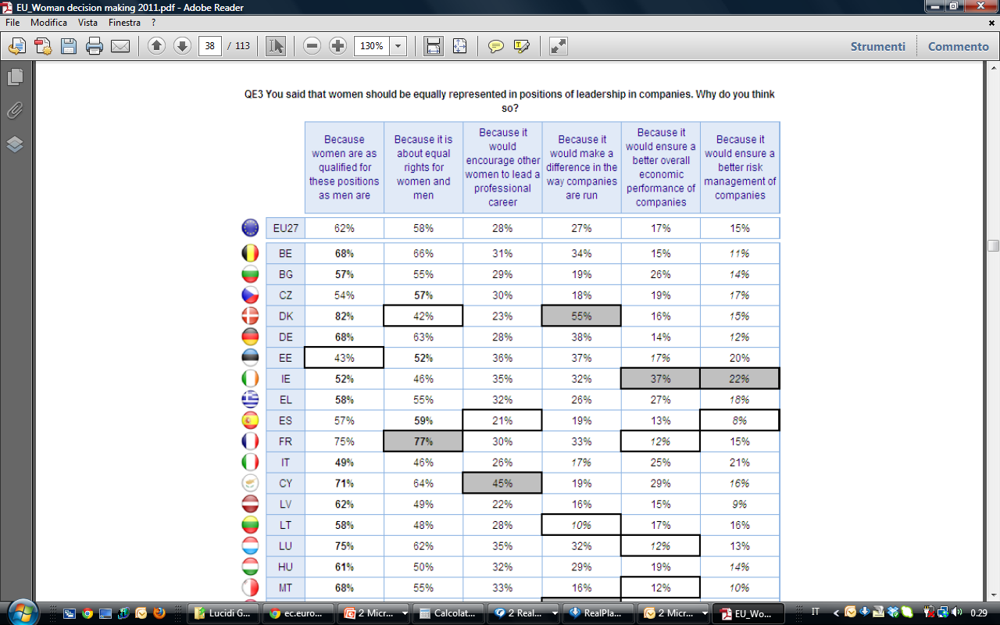 EU_Woman decision making 2011.pdf - Adobe Reader
File Modifica Vista Finestra ?
38 / 113 130% Strumenti Commento
QE3 You said that women should be equally represented in positions of leadership in companies. Why do you think
so?
Because women are as qualified for these positions as men are
Because it is about equal rights for women and men
Because it would encourage other women to lead a professional career
Because it would make a difference in the way companies are run
Because it would ensure a better overall economic performance of companies
Because it would ensure a better risk management of companies
EU27 62% 58% 28% 27% 17% 15%
BE 68% 66% 31% 34% 15% 11%
BG 57% 55% 29% 19% 26% 14%
CZ 54% 57% 30% 18% 19% 17%
DK 82% 42% 23% 55% 16% 15%
DE 68% 63% 28% 38% 14% 12%
EE 43% 52% 36% 37% 17% 20%
IE 52% 46% 35% 32% 37% 22%
EL 58% 55% 32% 26% 27% 18%
ES 57% 59% 21% 19% 13% 8%
FR 75% 77% 30% 33% 12% 15%
IT 49% 46% 26% 17% 25% 21%
CY 71% 64% 45% 19% 29% 16%
LV 62% 49% 22% 16% 15% 9%
LT 58% 48% 28% 10% 17% 16%
LU 75% 62% 35% 32% 12% 13%
HU 61% 50% 32% 29% 19% 14%
MT 68% 55% 33% 16% 12% 10%
Lucidi G... ec.euro... 2 Micr... Calcolat... 2 Real... RealPla... 2 Micr... EU_Wo... IT 0.29